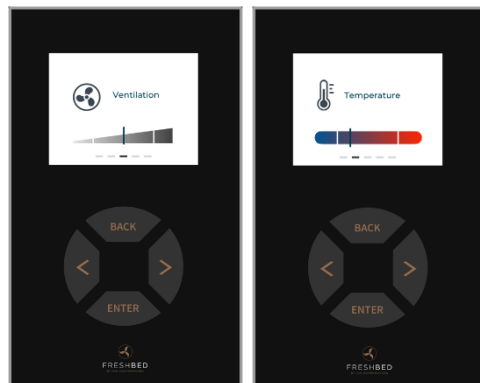 Ventilation
BACK
<
>
ENTER
FRESHBED
Temperature
BACK
<
>
ENTER
FRESHBED